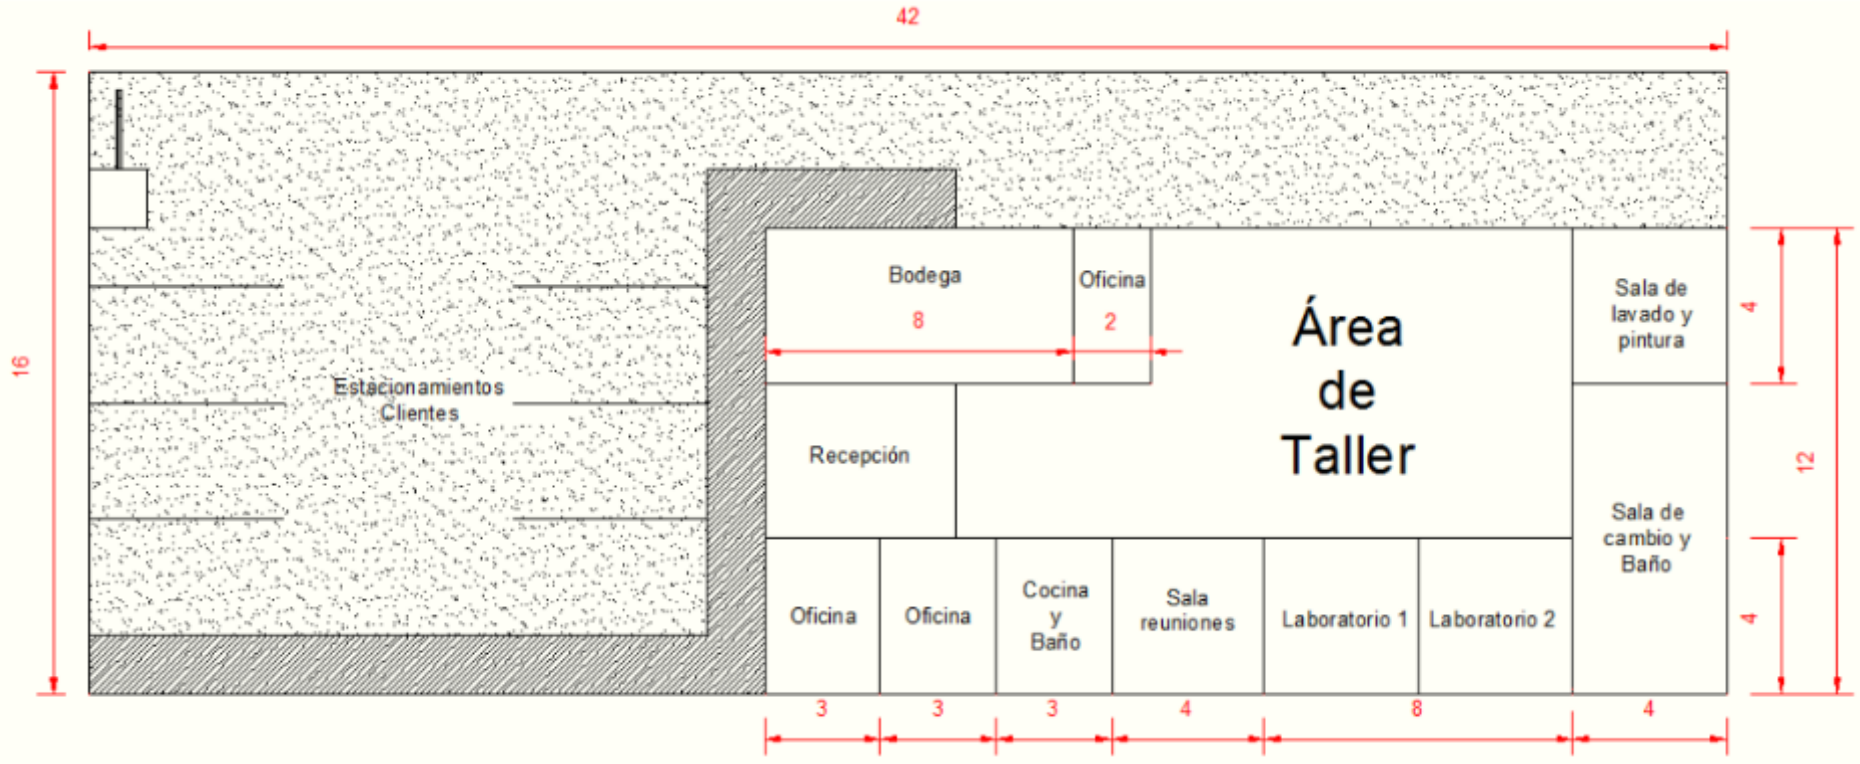 42
16
Bodega
8
Oficina
2
Área
de
Taller
Sala de
lavado y
pintura
4
12
Estacionamientos
Clientes
Recepción
Sala de
cambio y
Baño
4
Oficina
Oficina
Cocina
y
Baño
Sala
reuniones
Laboratorio 1
Laboratorio 2
3
3
3
4
8
4